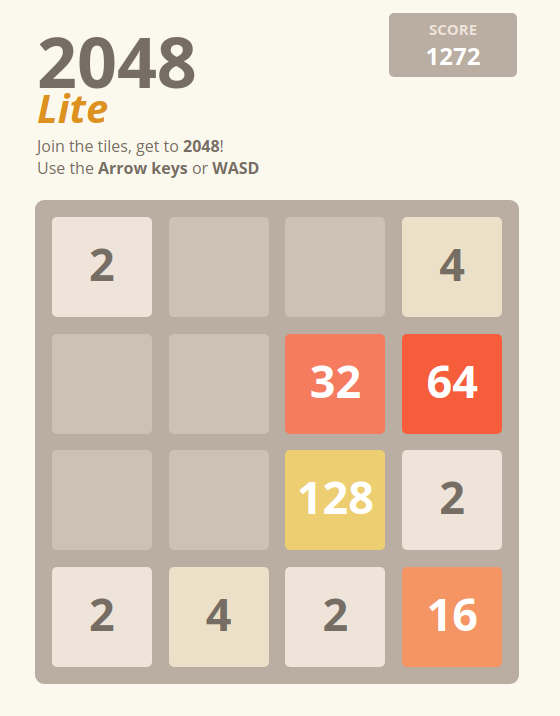 2048
Lite
SCORE
1272
Join the tiles, get to 2048!
Use the Arrow keys or WASD
2 4
32 64
128 2
2 4 2 16